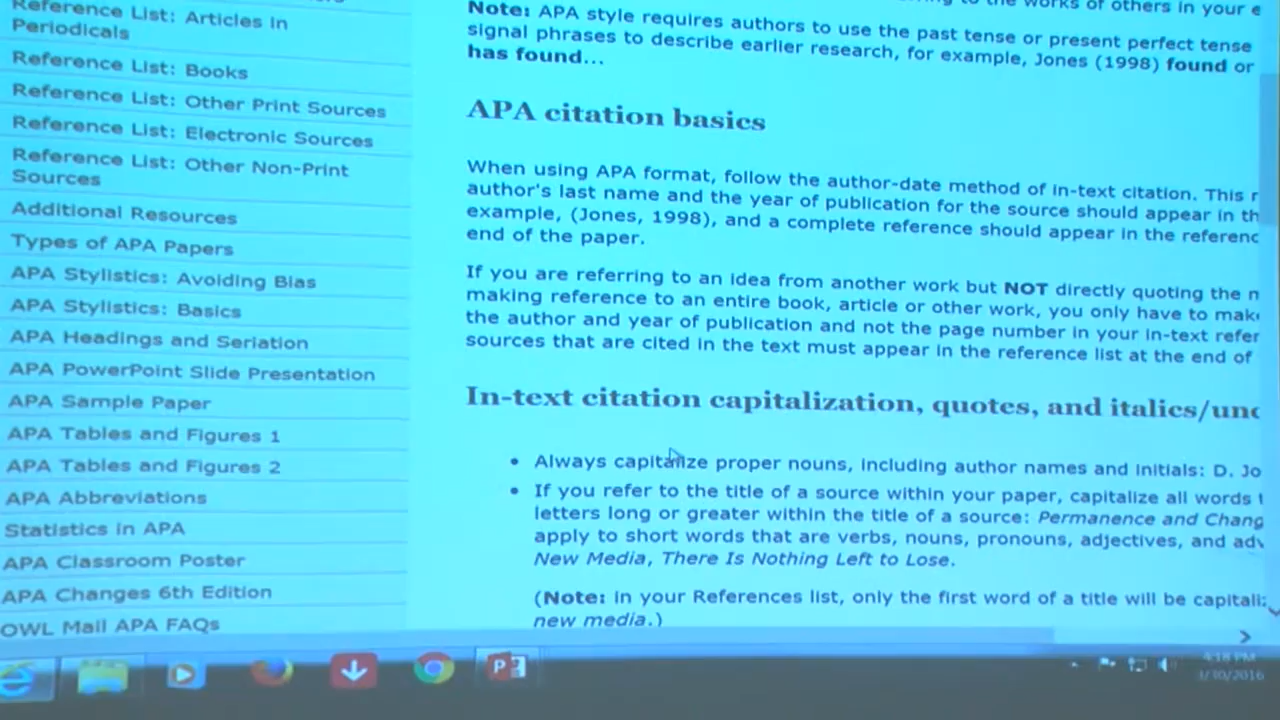 Reference List: Articles in
Periodicals
Reference List: Books
Reference List: Other Print Sources
Reference List: Electronic Sources
Reference List: Other Non-Print
Sources
Additional Resources
Types of APA Papers
APA Stylistics: Avoiding Bias
APA Stylistics: Basics
APA Headings and Seriation
APA PowerPoint Slide Presentation
APA Sample Paper
APA Tables and Figures 1
APA Tables and Figures 2
APA Abbreviations
Statistics in APA
APA Classroom Poster
APA Changes 6th Edition
OWL Mail APA FAQs
to the works of others in your
Note: APA style requires authors to use the past tense or present perfect tense
signal phrases to describe earlier research, for example, Jones (1998) found or
has found...
APA citation basics
When using APA format, follow the author-date method of in-text citation. This
author's last name and the year of publication for the source should appear in
example, (Jones, 1998), and a complete reference should appear in the
end of the paper.
If you are referring to an idea from another work but NOT directly quoting the
making reference to an entire book, article or other work, you only have to
the author and year of publication and not the page number in your in-text
sources that are cited in the text must appear in the reference list at the end of
In-text citation capitalization, quotes, and
• Always capitalize proper nouns, including author names and initials: D.
• If you refer to the title of a source within your paper, capitalize all words
letters long or greater within the title of a source: Permanence and
apply to short words that are verbs, nouns, pronouns, adjectives, and
New Media, There Is Nothing Left to Lose.
(Note: in your References list, only the first word of a title will be
new media.)
4:18 PM
3/30/2016